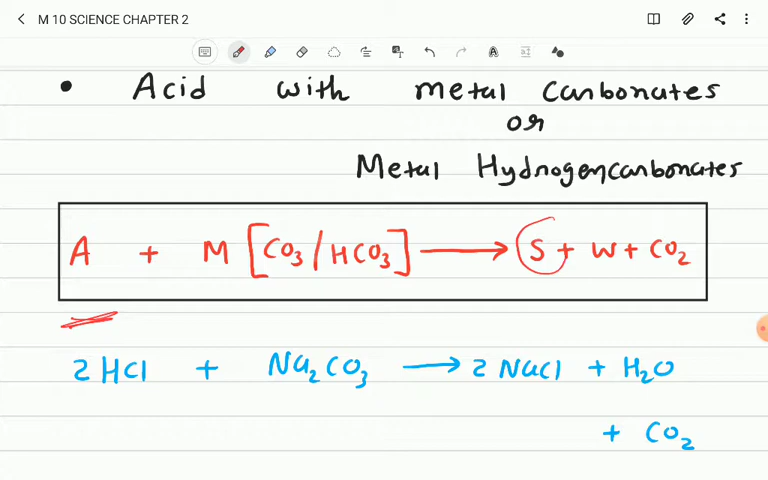 M 10 SCIENCE CHAPTER 2
• Acid with metal Carbonates
or
Metal Hydrogencarbonates
A + M [CO₃/HCO₃] ⟶ S + W + CO₂
2 HCl + Na₂CO₃ ⟶ 2 NaCl + H₂O
+ CO₂